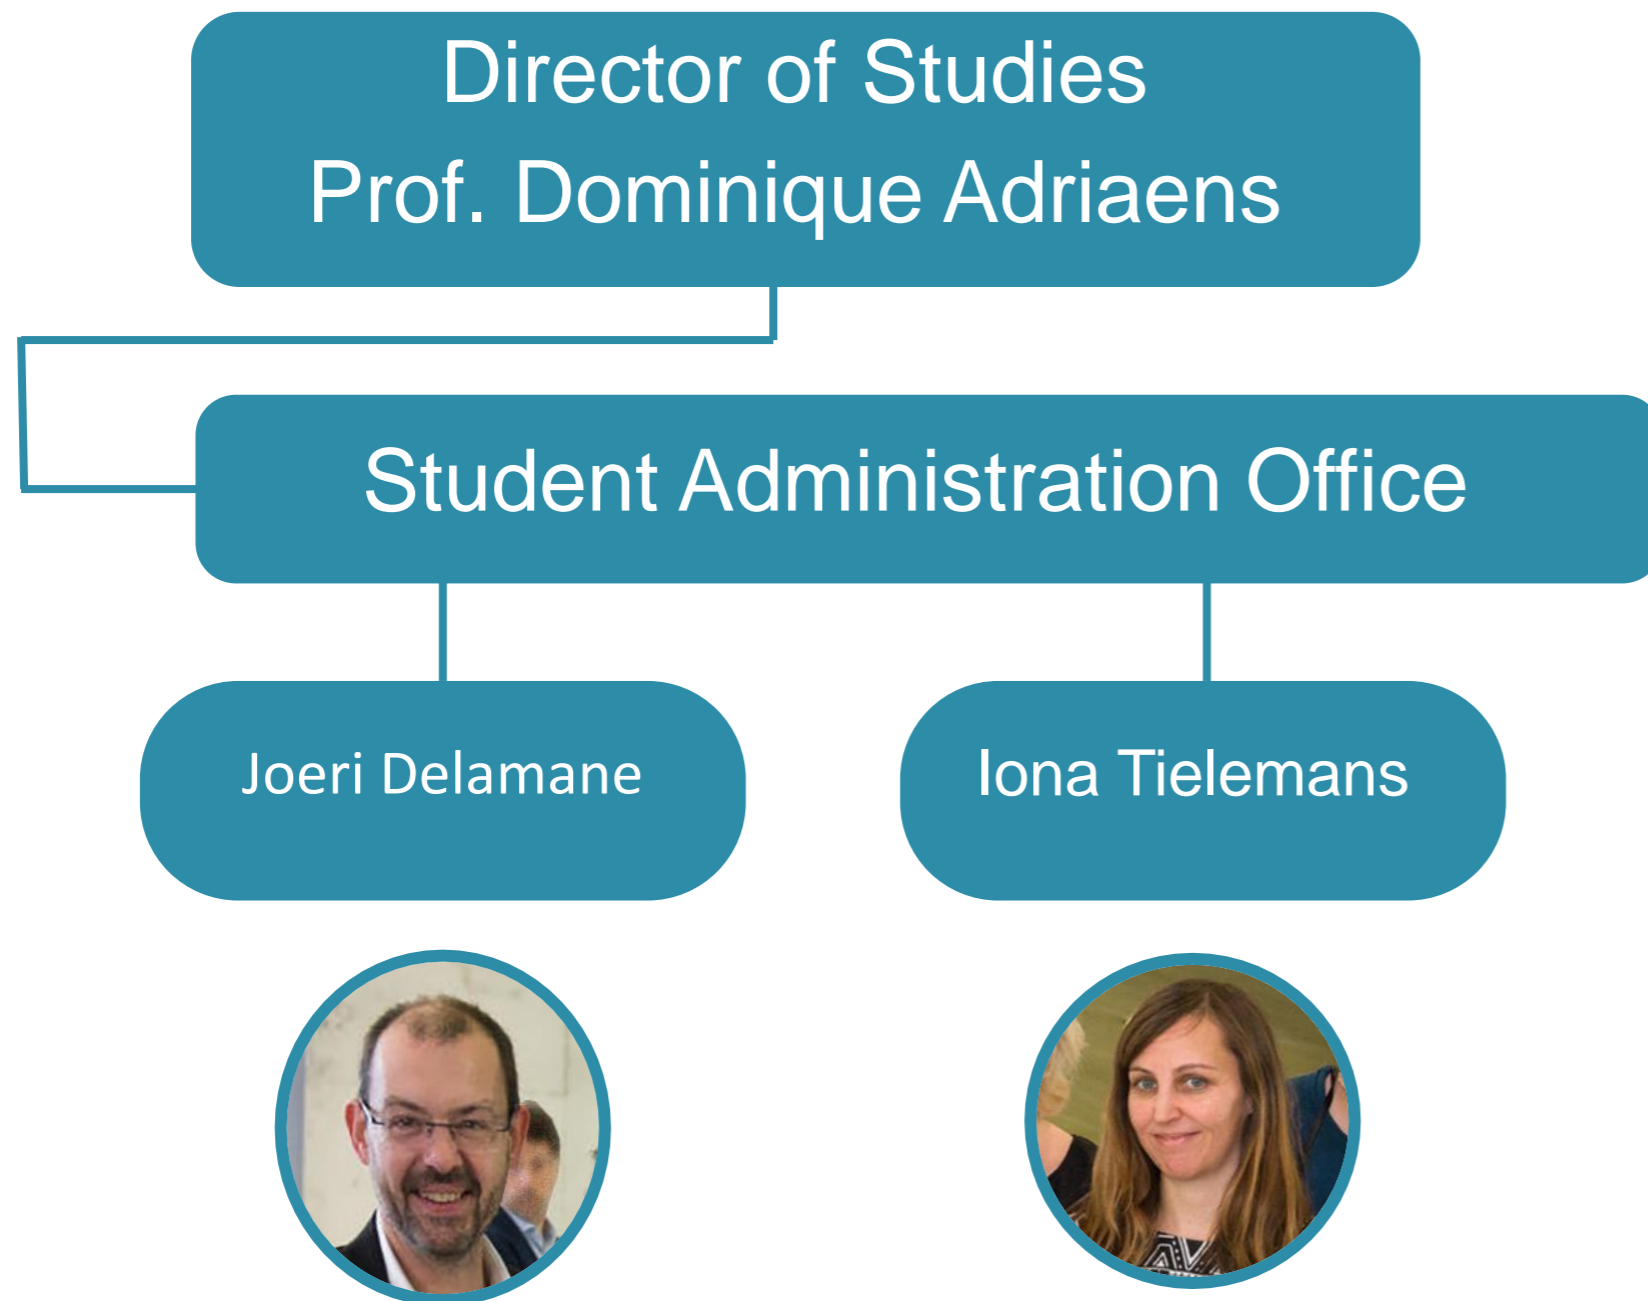 Director of Studies
Prof. Dominique Adriaens
Student Administration Office
Joeri Delamane
Iona Tielemans